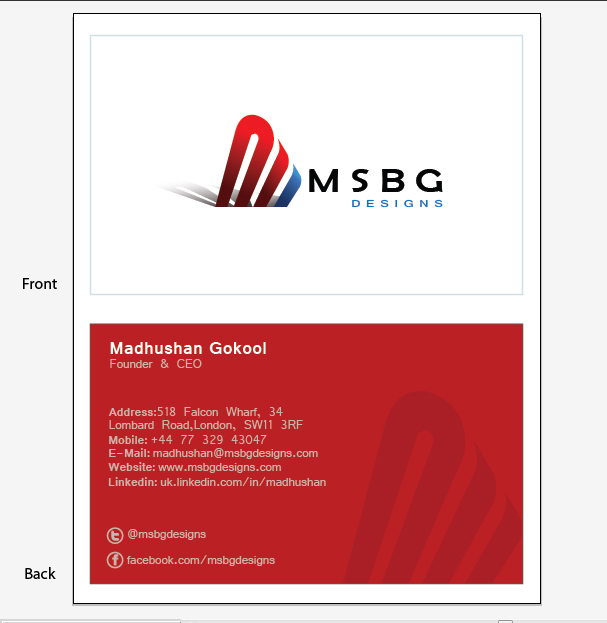 MSBG
DESIGNS
Front
Madhushan Gokool
Founder & CEO
Address:518 Falcon Wharf, 34
Lombard Road,London, SW11 3RF
Mobile: +44 77 329 43047
E-Mail: madhushan@msbgdesigns.com
Website: www.msbgdesigns.com
Linkedin: uk.linkedin.com/in/madhushan
@msbgdesigns
facebook.com/msbgdesigns
Back